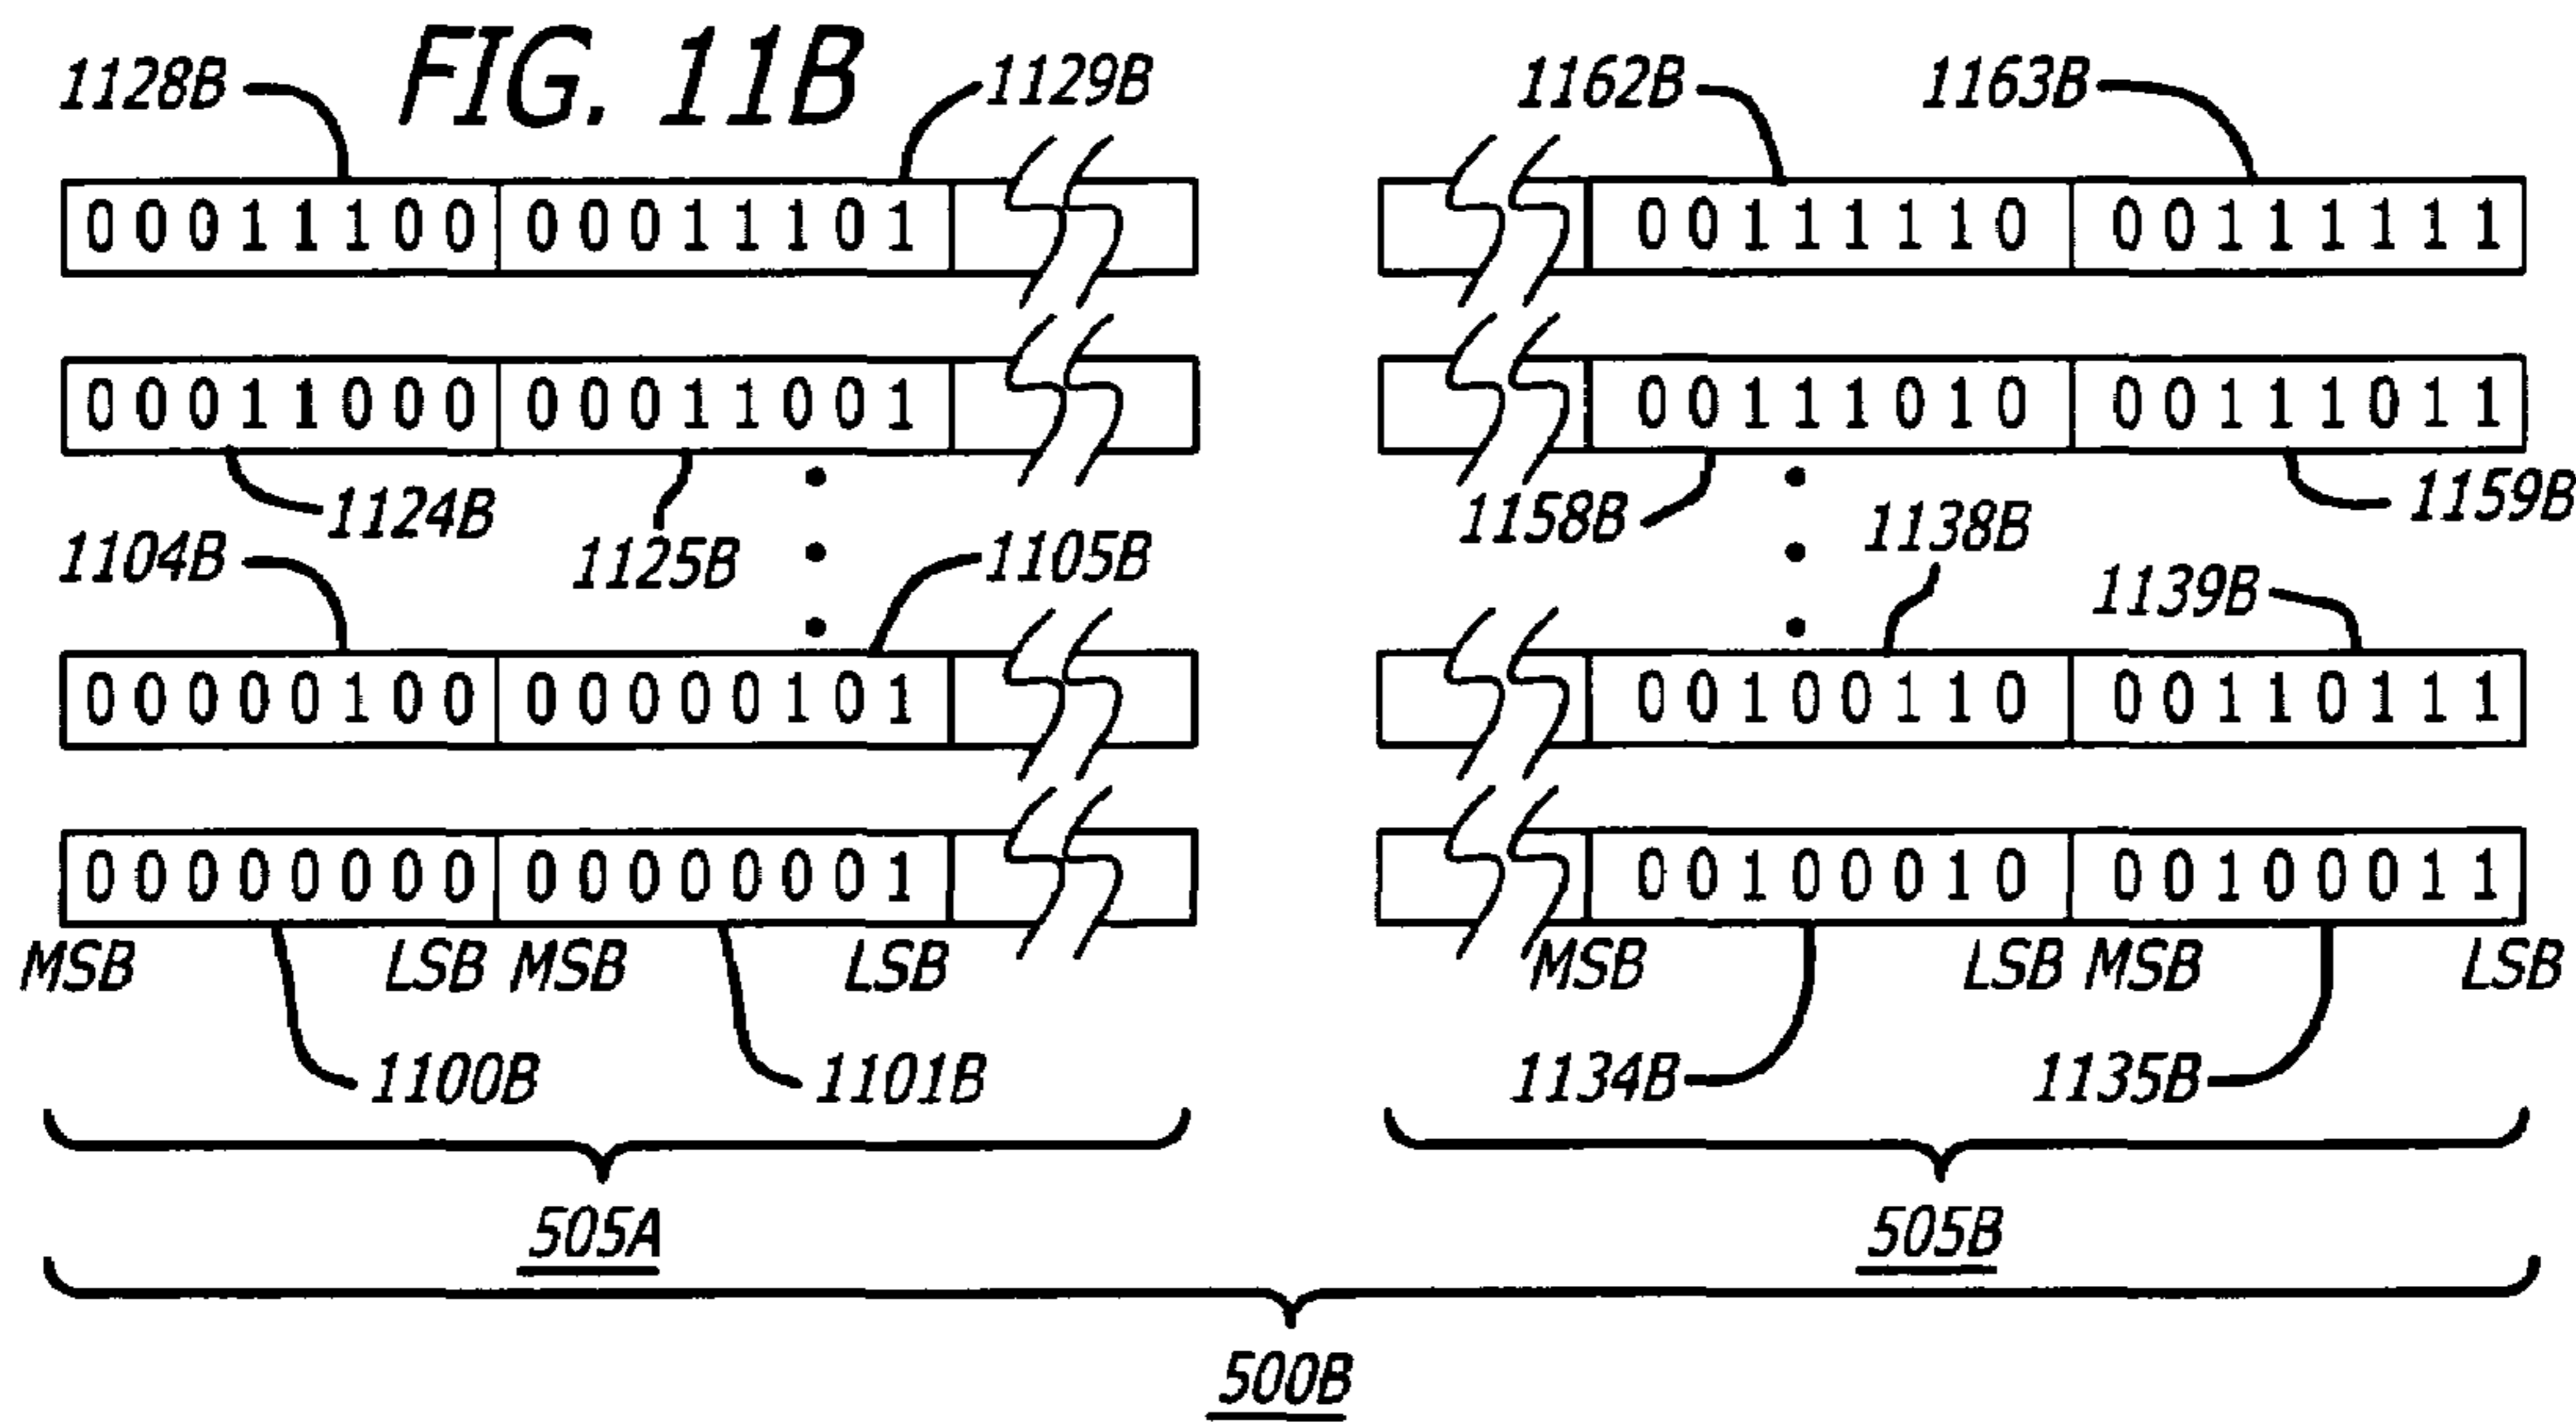 FIG. 11B
1128B 1129B 1162B 1163B
00011100 00011101 00111110 00111111
00011000 00011001 00111010 00111011
1124B 1125B 1158B 1159B
1104B 1105B 1138B 1139B
00000100 00000101 00100110 00110111
00000000 00000001 00100010 00100011
MSB LSB MSB LSB MSB LSB MSB LSB
1100B 1101B 1134B 1135B
505A 505B
500B